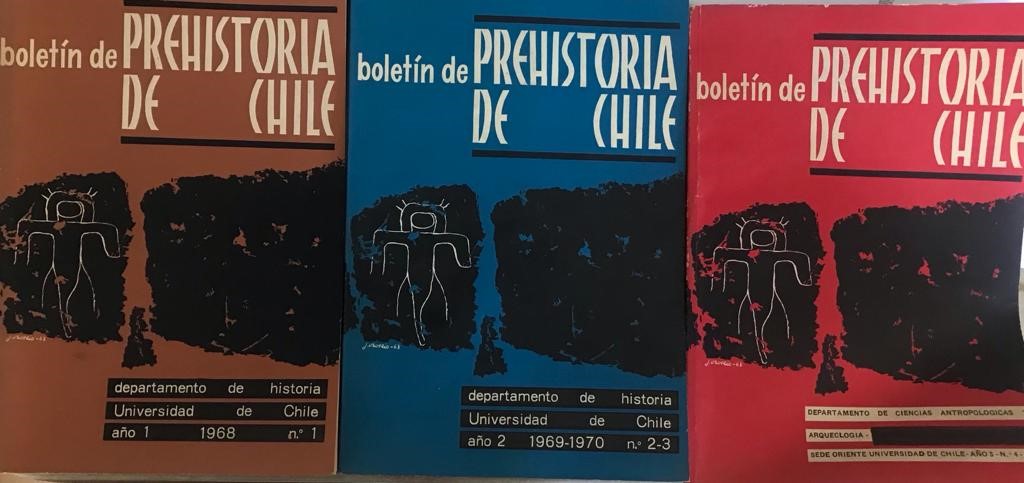 boletín de PREHISTORIA
DE CHILE
departamento de historia
Universidad de Chile
año 1 1968 n.º 1
boletín de PREHISTORIA
DE CHILE
departamento de historia
Universidad de Chile
año 2 1969-1970 n.º 2-3
boletín de PREHISTORIA
DE CHILE
DEPARTAMENTO DE CIENCIAS ANTROPOLOGICAS
ARQUEOLOGIA-
SEDE ORIENTE UNIVERSIDAD DE CHILE-AÑO 5-N.º 4-